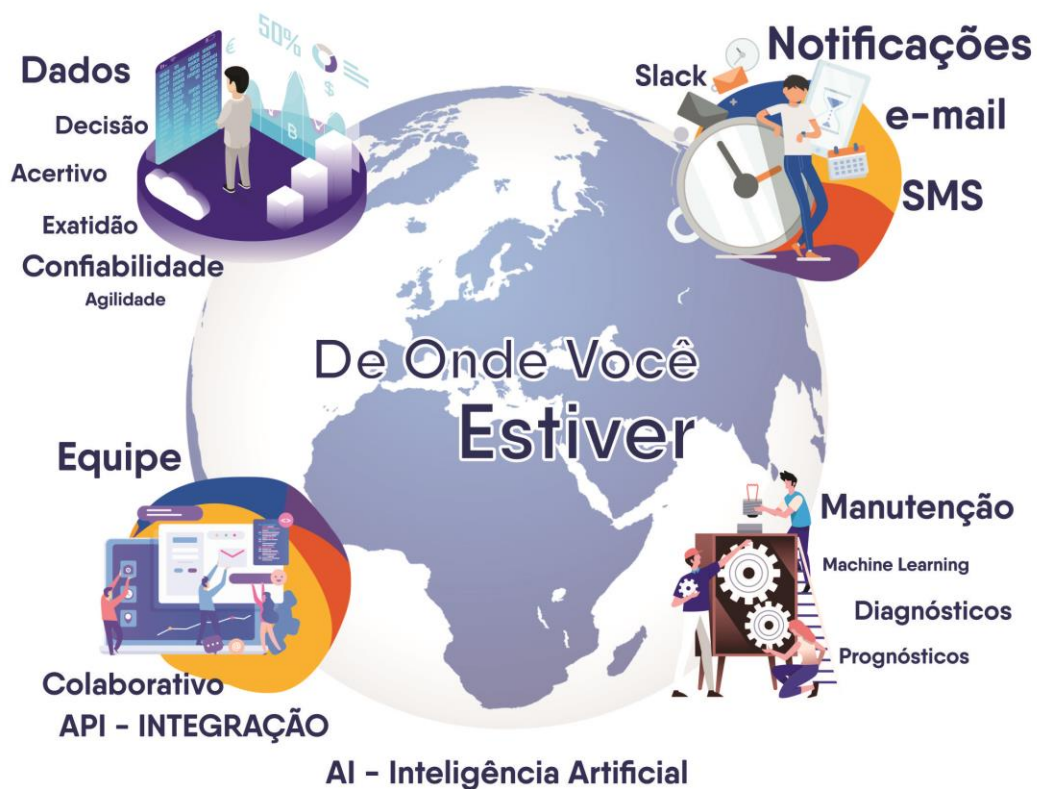 Dados
Decisão
Acertivo
Exatidão
Confiabilidade
Agilidade
50%
€
$
B
Notificações
Slack
e-mail
SMS
De Onde Você
Estiver
Equipe
Colaborativo
API - INTEGRAÇÃO
Manutenção
Machine Learning
Diagnósticos
Prognósticos
AI - Inteligência Artificial